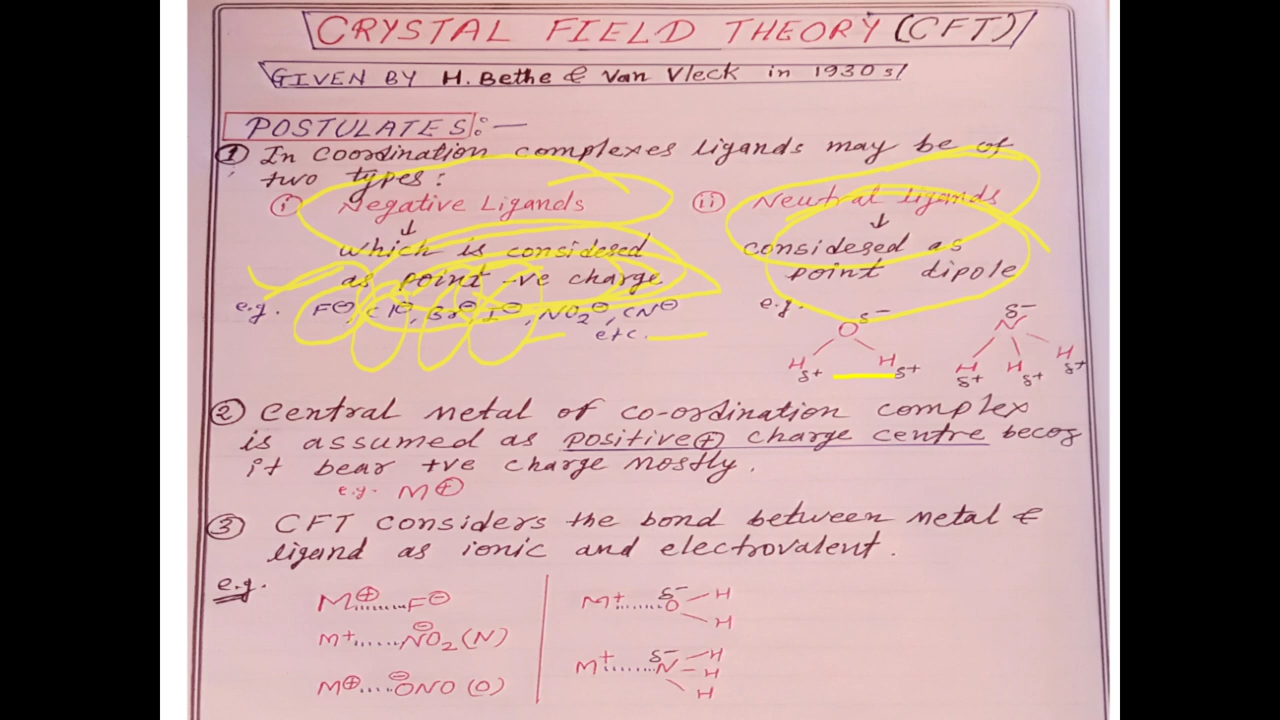 CRYSTAL FIELD THEORY (CFT)
GIVEN BY H. Bethe & Van Vleck in 1930s
POSTULATES:—
① In coordination complexes ligands may be of
two types:
(i) Negative Ligands
↓
which is considered
as point -ve charge
e.g. F⊖, Cl⊖, Br⊖, I⊖, NO2⊖, CN⊖
etc.
(ii) Neutral ligands
↓
considered as
point dipole
e.g.
O δ- N δ-
H δ+ H δ+ H δ+ H δ+ H δ+
② Central metal of co-ordination complex
is assumed as positive⊕ charge centre becoz
it bear +ve charge mostly.
e.g. M⊕
③ CFT considers the bond between metal &
ligand as ionic and electrovalent.
e.g.
M⊕........F⊖
M+......NO2⊖ (N)
M⊕....⊖ONO (O)
M+......δ-O H
H
M+.......δ-N H
H
H